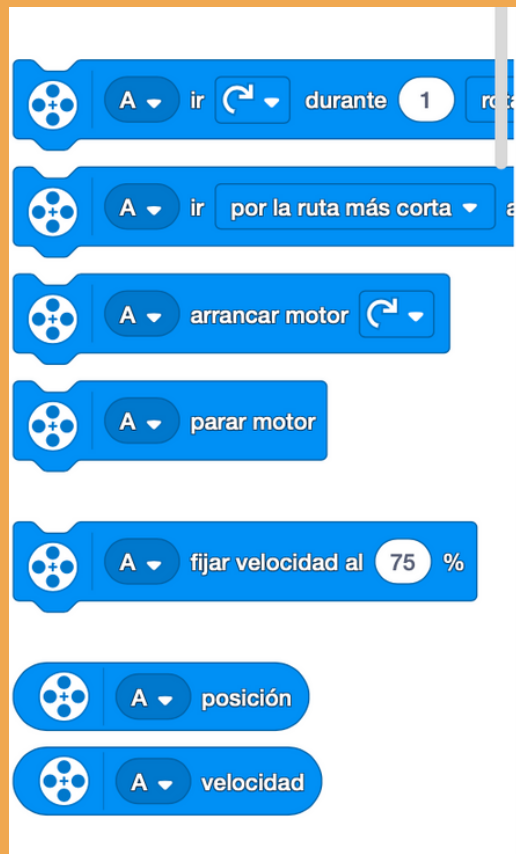 A ir durante 1
A ir por la ruta más corta
A arrancar motor
A parar motor
A fijar velocidad al 75 %
A posición
A velocidad